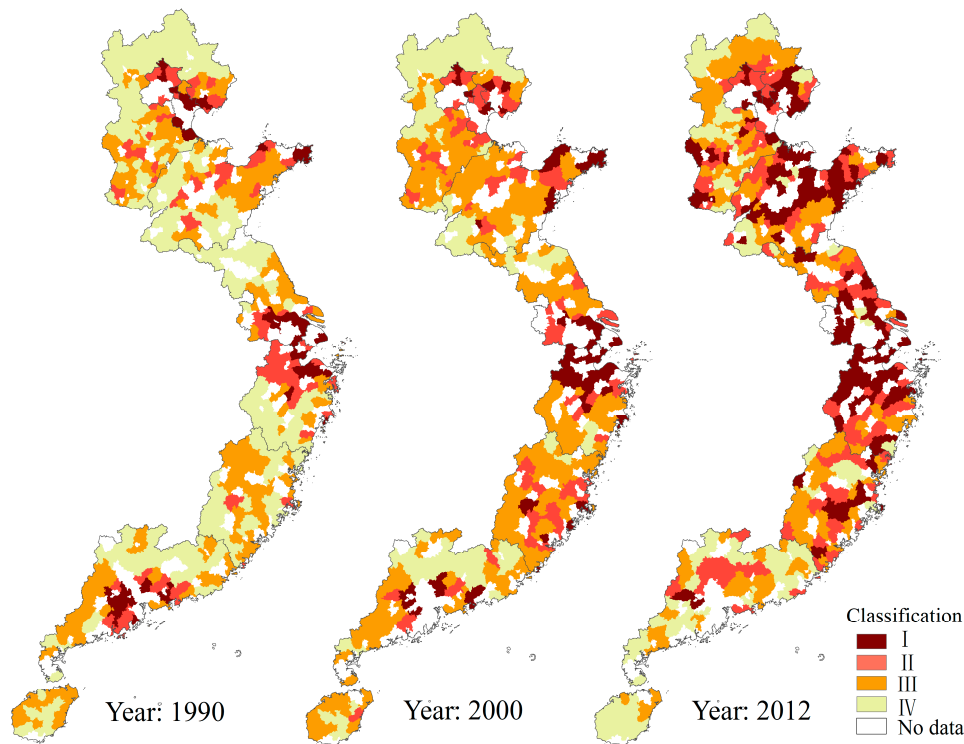 Classification
I
II
III
IV
No data
Year: 1990
Year: 2000
Year: 2012